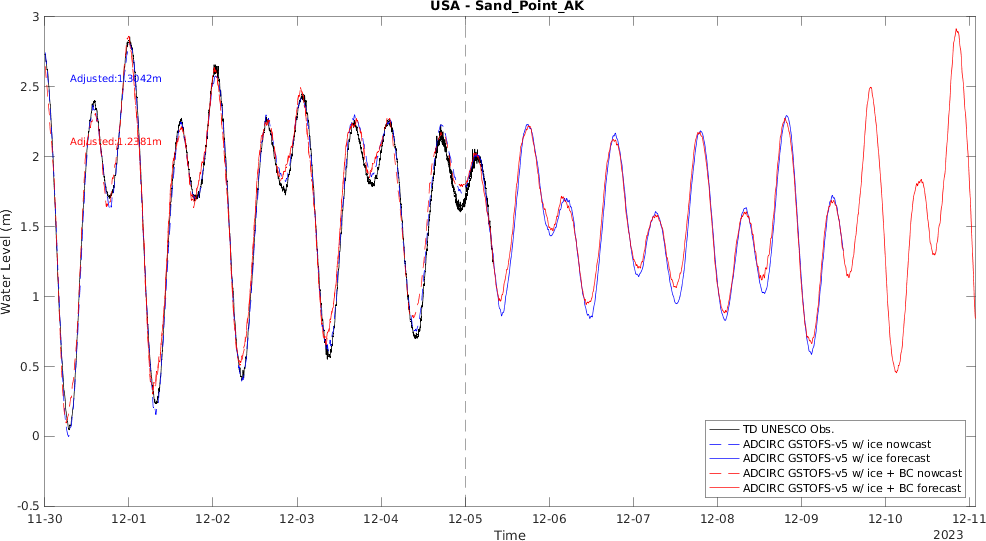 USA - Sand_Point_AK
3
2.5
2
1.5
1
0.5
0
-0.5
Water Level (m)
Adjusted:1.3042m
Adjusted:1.2381m
TD UNESCO Obs.
ADCIRC GSTOFS-v5 w/ ice nowcast
ADCIRC GSTOFS-v5 w/ ice forecast
ADCIRC GSTOFS-v5 w/ ice + BC nowcast
ADCIRC GSTOFS-v5 w/ ice + BC forecast
11-30 12-01 12-02 12-03 12-04 12-05 12-06 12-07 12-08 12-09 12-10 12-11
Time
2023